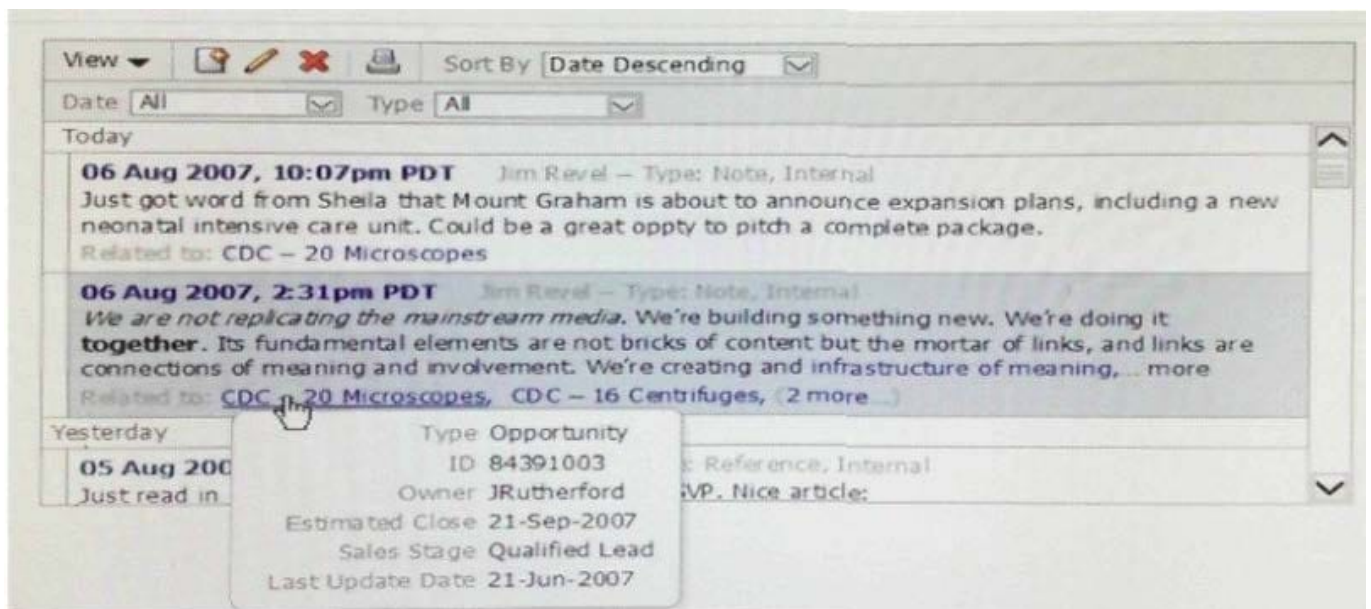 View
Sort By Date Descending
Date All Type All
Today
06 Aug 2007, 10:07pm PDT Jim Revel – Type: Note, Internal
Just got word from Sheila that Mount Graham is about to announce expansion plans, including a new
neonatal intensive care unit. Could be a great oppty to pitch a complete package.
Related to: CDC – 20 Microscopes
06 Aug 2007, 2:31pm PDT Jim Revel – Type: Note, Internal
We are not replicating the mainstream media. We're building something new. We're doing it
together. Its fundamental elements are not bricks of content but the mortar of links, and links are
connections of meaning and involvement. We're creating and infrastructure of meaning,... more
Related to: CDC 20 Microscopes, CDC – 16 Centrifuges, (2 more...)
Yesterday
05 Aug 200 : Reference, Internal
Just read in SVP. Nice article:
Type Opportunity
ID 84391003
Owner JRutherford
Estimated Close 21-Sep-2007
Sales Stage Qualified Lead
Last Update Date 21-Jun-2007